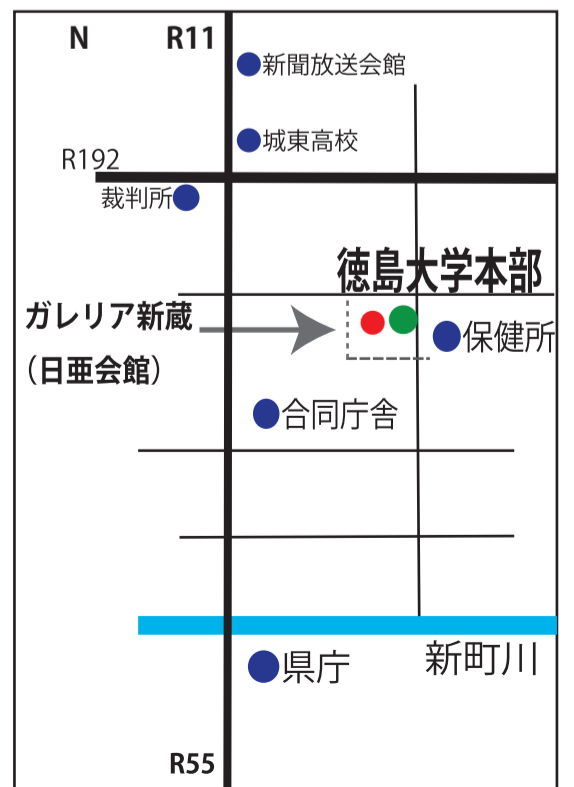 N
R11
新聞放送会館
城東高校
R192
裁判所
徳島大学本部
ガレリア新蔵
（日亜会館）
保健所
合同庁舎
新町川
県庁
R55